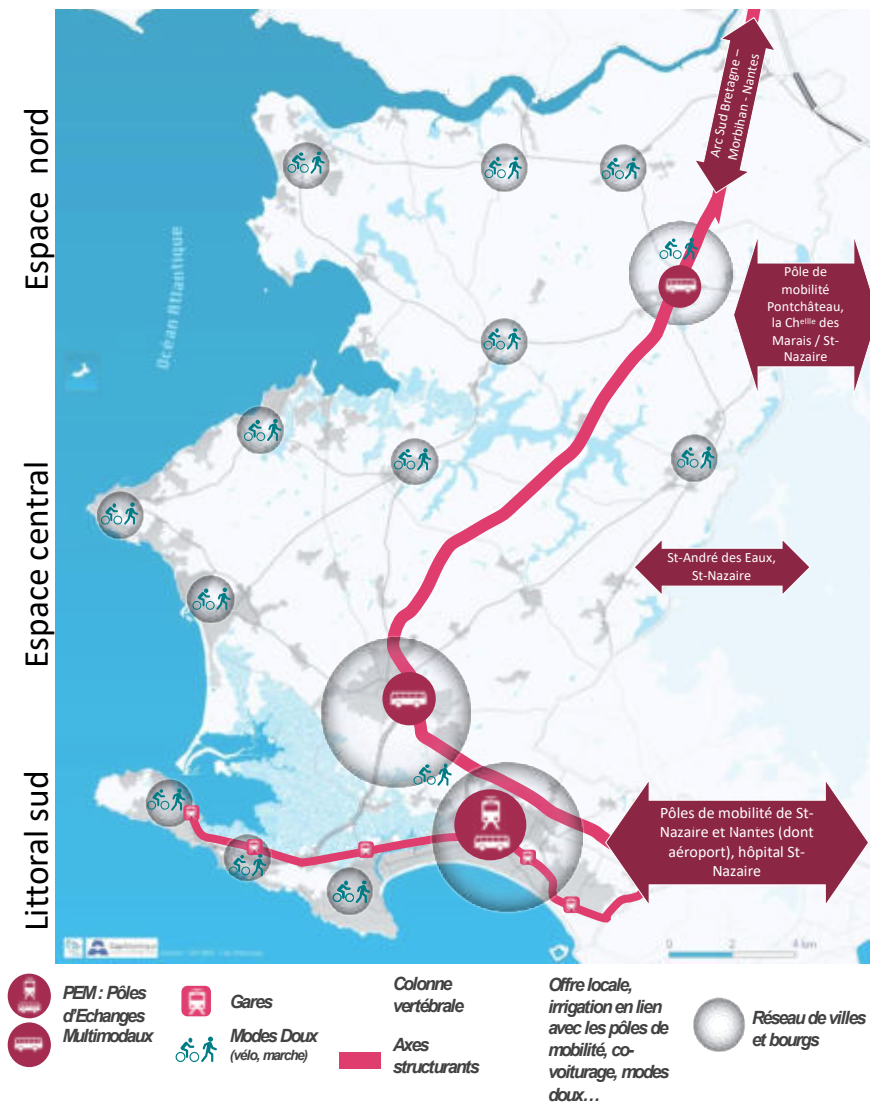 Espace nord
Espace central
Littoral sud
Océan Atlantique
Arc Sud Bretagne –
Morbihan - Nantes
Pôle de
mobilité
Pontchâteau,
la Chelle des
Marais / St-
Nazaire
St-André des Eaux,
St-Nazaire
Pôles de mobilité de St-
Nazaire et Nantes (dont
aéroport), hôpital St-
Nazaire
0 2 4 km
PEM : Pôles
d'Echanges
Multimodaux
Gares
Modes Doux
(vélo, marche)
Colonne
vertébrale
Axes
structurants
Offre locale,
irrigation en lien
avec les pôles de
mobilité, co-
voiturage, modes
doux…
Réseau de villes
et bourgs